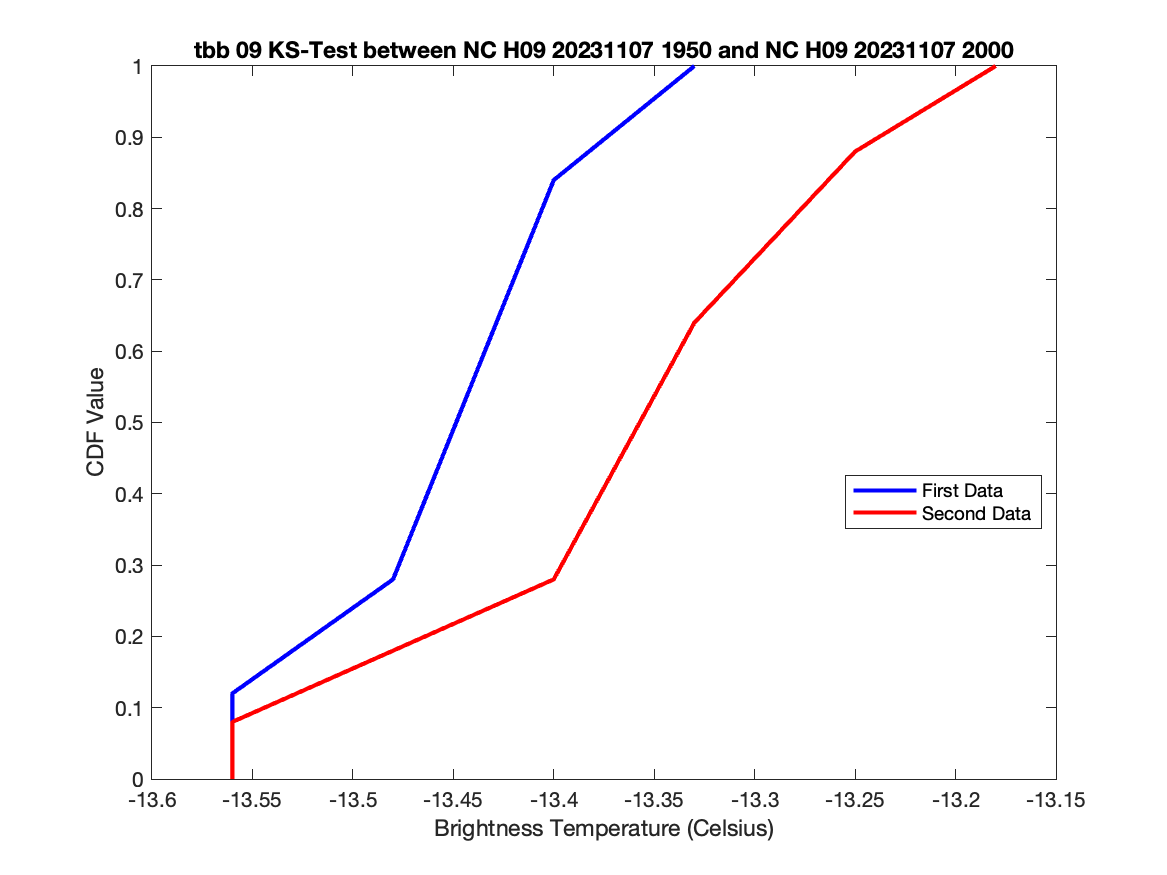 tbb 09 KS-Test between NC H09 20231107 1950 and NC H09 20231107 2000
1
0.9
0.8
0.7
0.6
0.5
0.4
0.3
0.2
0.1
0
CDF Value
First Data
Second Data
-13.6 -13.55 -13.5 -13.45 -13.4 -13.35 -13.3 -13.25 -13.2 -13.15
Brightness Temperature (Celsius)